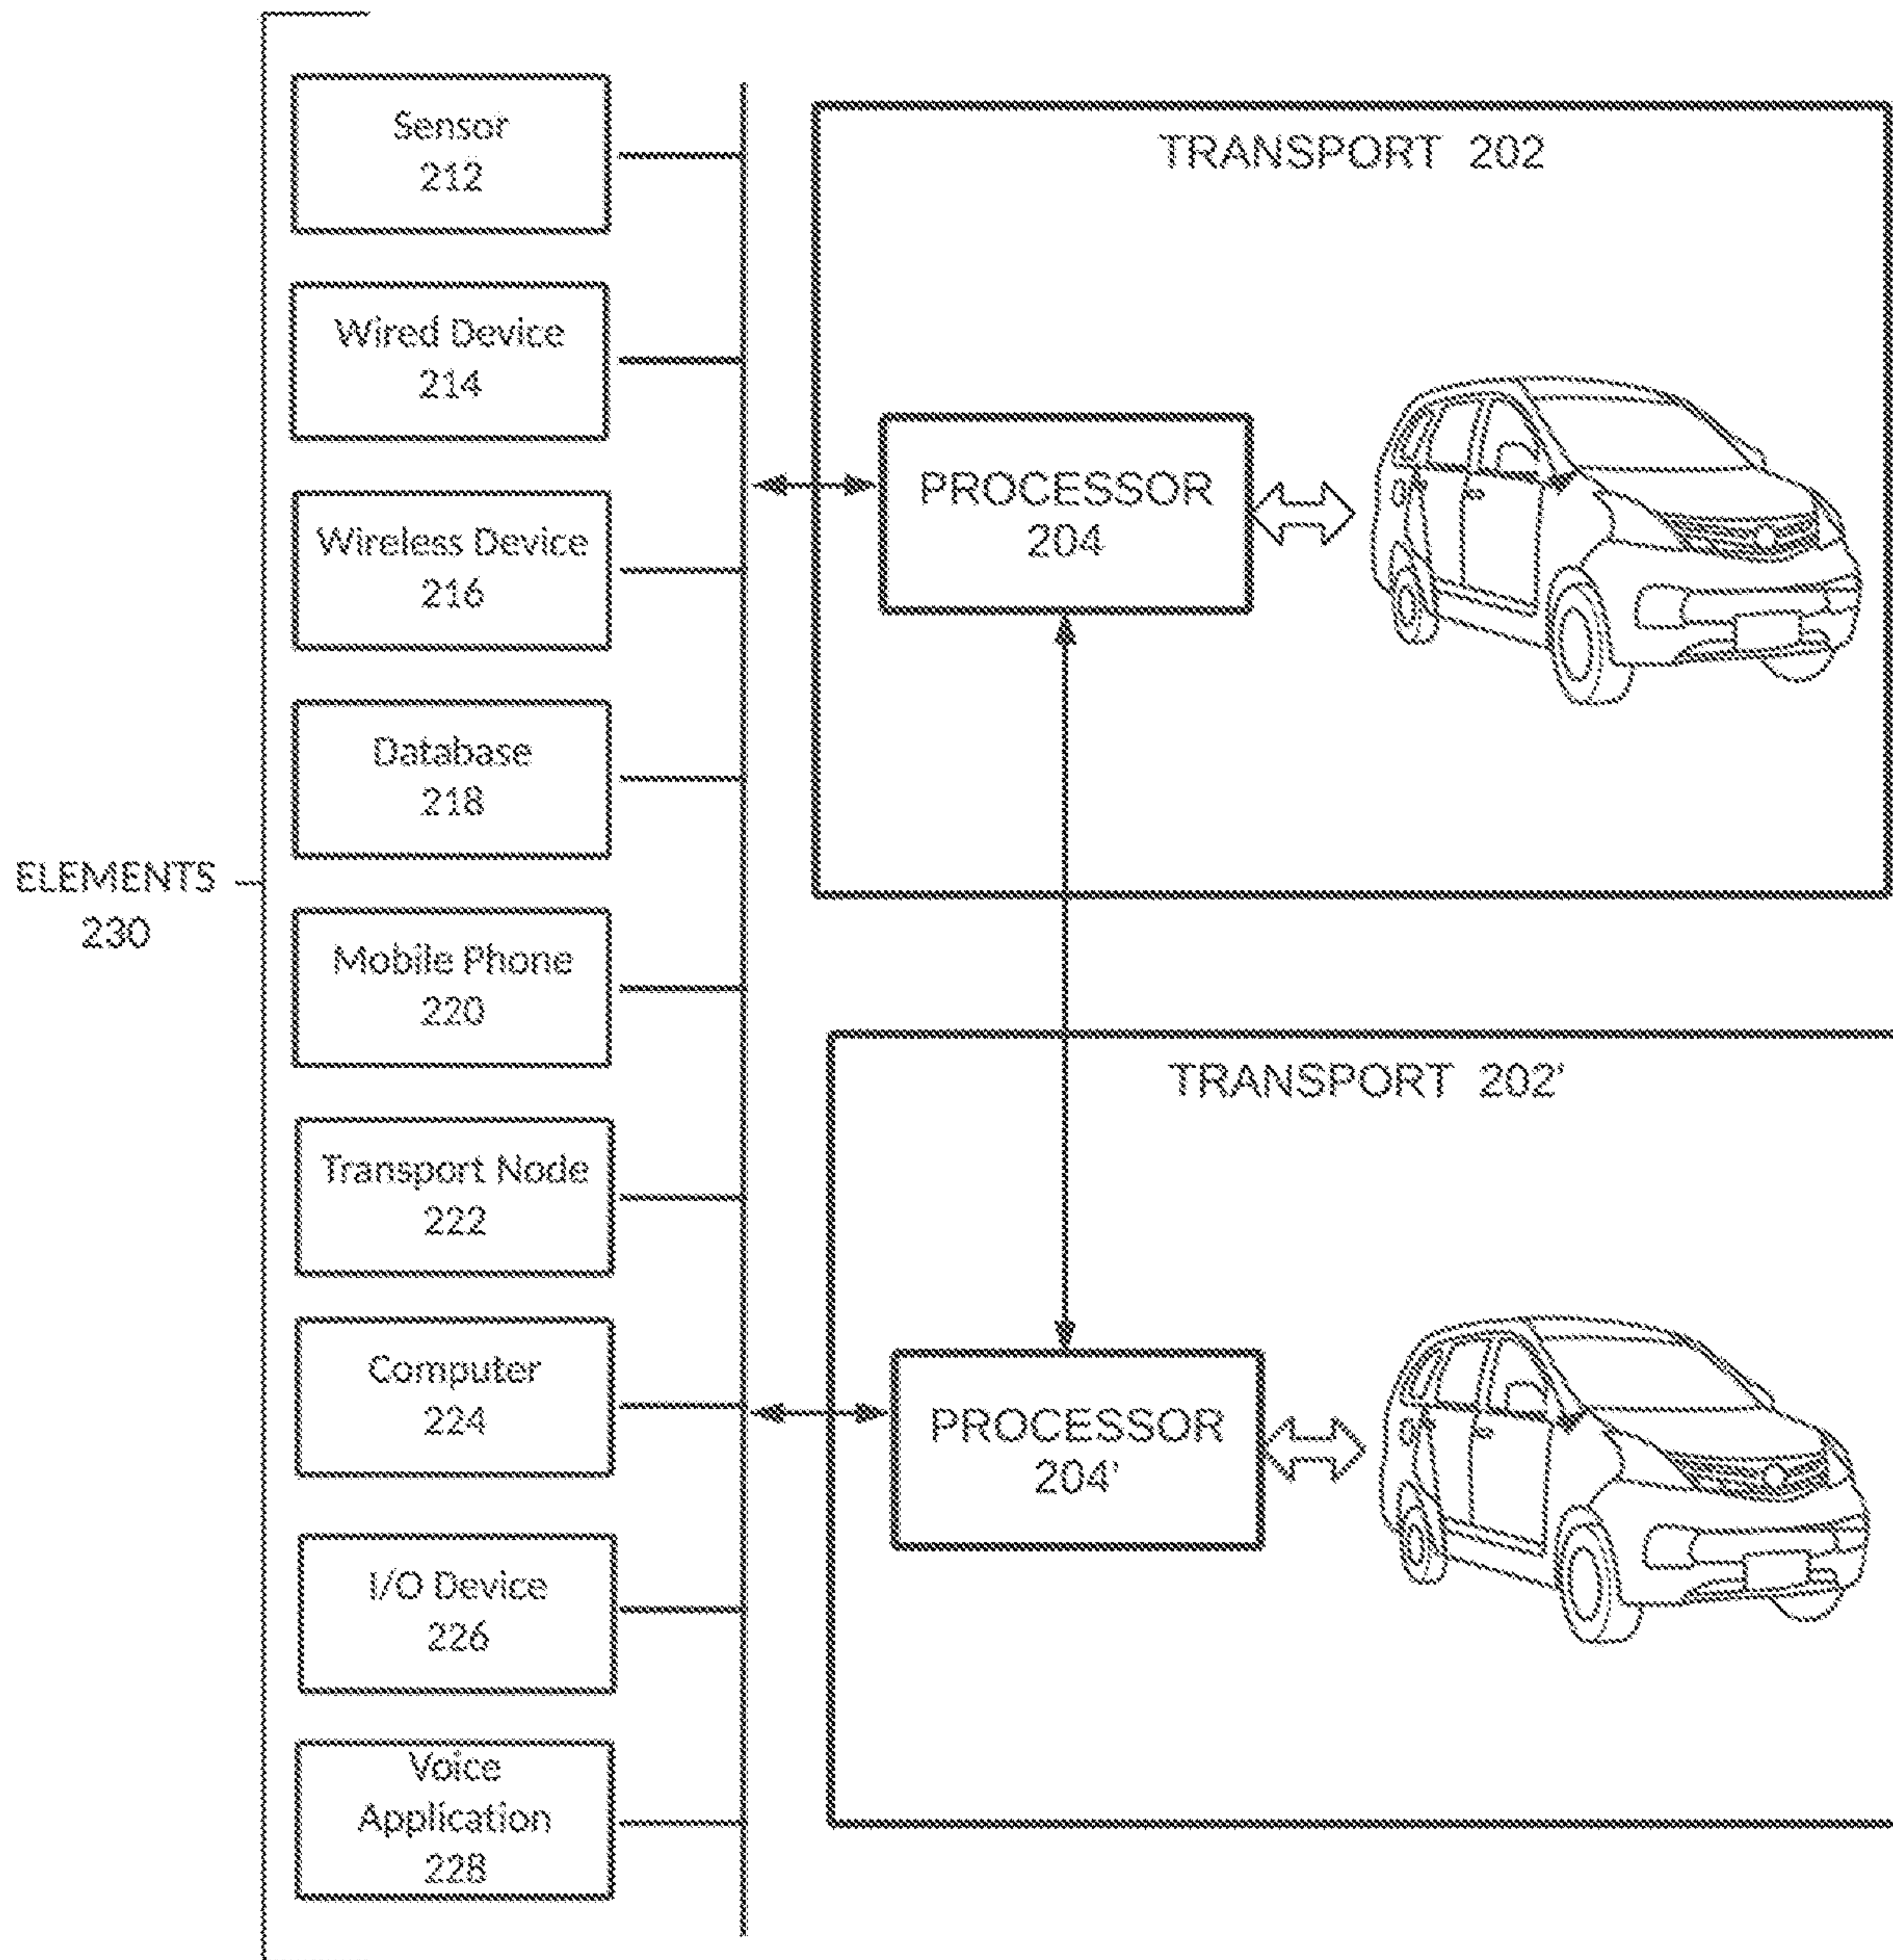 ELEMENTS
230
Sensor
212
Wired Device
214
Wireless Device
216
Database
218
Mobile Phone
220
Transport Node
222
Computer
224
I/O Device
226
Voice
Application
228
TRANSPORT 202
PROCESSOR
204
TRANSPORT 202'
PROCESSOR
204'